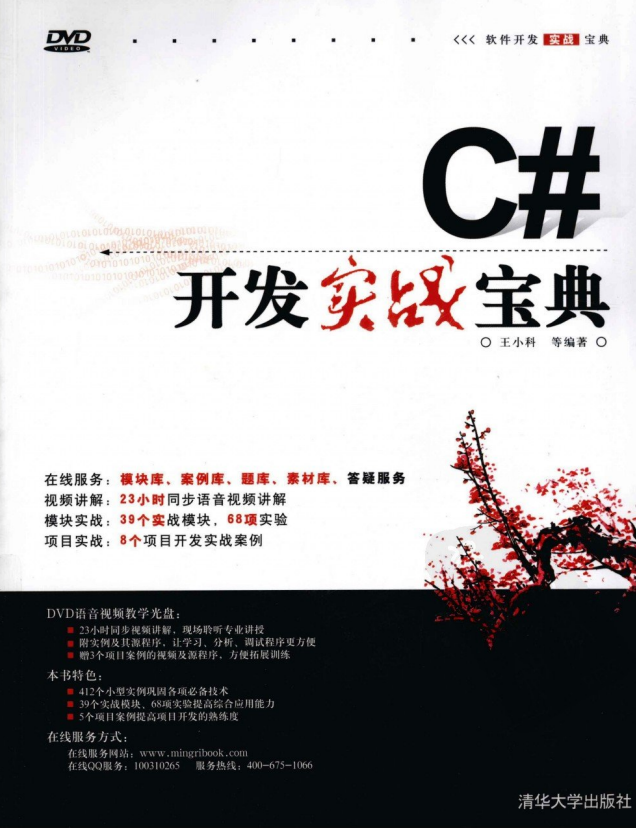 DVD
VIDEO
<<< 软件开发 实战 宝典
C#
开发实战宝典
○ 王小科 等编著 ○
在线服务：模块库、案例库、题库、素材库、答疑服务
视频讲解：23小时同步语音视频讲解
模块实战：39个实战模块，68项实验
项目实战：8个项目开发实战案例
DVD语音视频教学光盘：
■ 23小时同步视频讲解，现场聆听专业讲授
■ 附实例及其源程序，让学习、分析、调试程序更方便
■ 赠3个项目案例的视频及源程序，方便拓展训练
本书特色：
■ 412个小型实例巩固各项必备技术
■ 39个实战模块、68项实验提高综合应用能力
■ 5个项目案例提高项目开发的熟练度
在线服务方式：
在线服务网站：www.mingribook.com
在线QQ服务：100310265 服务热线：400-675-1066
清华大学出版社